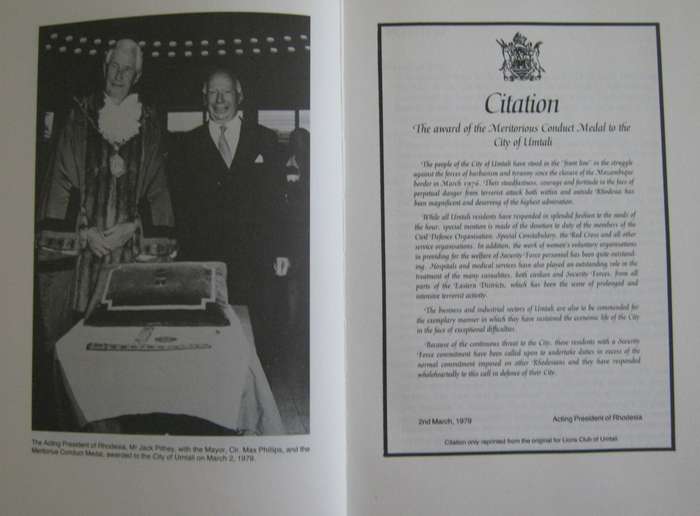 The Acting President of Rhodesia, Mr Jack Pithey, with the Mayor, Clr. Max Phillips, and the
Meritorius Conduct Medal, awarded to the City of Umtali on March 2, 1979.
Citation
The award of the Meritorious Conduct Medal to the
City of Umtali
The people of the City of Umtali have stood in the "front line" in the struggle
against the forces of barbarism and tyranny since the closure of the Mozambique
border in March 1976. Their steadfastness, courage and fortitude in the face of
perpetual danger from terrorist attack both within and outside Rhodesia has
been magnificent and deserving of the highest admiration.
While all Umtali residents have responded in splendid fashion to the needs of
the hour, special mention is made of the devotion to duty of the members of the
Civil Defence Organisation, Special Constabulary, the Red Cross and all other
service organisations. In addition, the work of women's voluntary organisations
in providing for the welfare of Security Force personnel has been outstand-
ing. Hospitals and medical services have also played an outstanding role in the
treatment of the many casualties, both civilian and Security Forces, from all
parts of the Eastern Districts, which has been the scene of prolonged and
intensive terrorist activity.
The business and industrial sectors of Umtali are also to be commended for
the exemplary manner in which they have sustained the economic life of the City
in the face of exceptional difficulties.
Because of the continuous threat to the City, those residents with a Security
Force commitment have been called upon to undertake duties in excess of the
normal commitment imposed on other Rhodesians and they have responded
wholeheartedly to this call in defence of their City.
2nd March, 1979 Acting President of Rhodesia
Citation only reprinted from the original for Lions Club of Umtali